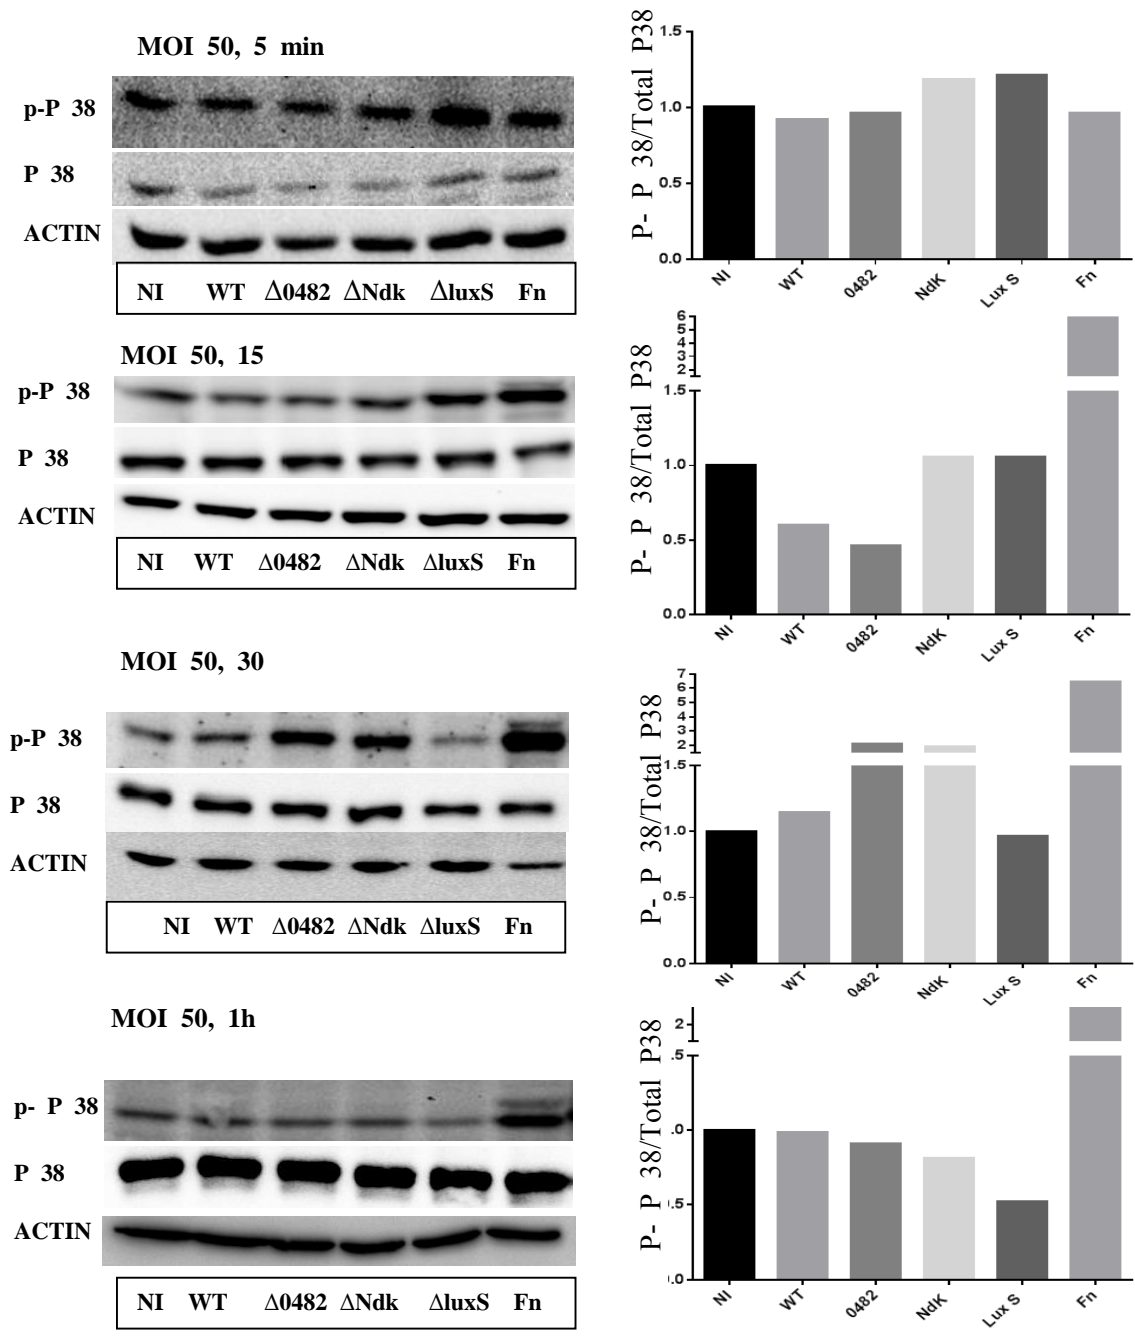 MOI 50, 5 min
p-P 38
P 38
ACTIN
NI WT Δ0482 ΔNdk ΔluxS Fn
P- P 38/Total P38
1.5
1.0
0.5
0.0
NI WT 0482 NdK Lux S Fn
MOI 50, 15
p-P 38
P 38
ACTIN
NI WT Δ0482 ΔNdk ΔluxS Fn
P- P 38/Total P38
6
5
4
3
2
1.5
1.0
0.5
0.0
NI WT 0482 NdK Lux S Fn
MOI 50, 30
p-P 38
P 38
ACTIN
NI WT Δ0482 ΔNdk ΔluxS Fn
P- P 38/Total P38
7
6
5
4
3
2
1.5
1.0
0.5
0.0
NI WT 0482 NdK Lux S Fn
MOI 50, 1h
p- P 38
P 38
ACTIN
NI WT Δ0482 ΔNdk ΔluxS Fn
P- P 38/Total P38
2
.5
.0
.5
.0
NI WT 0482 NdK Lux S Fn